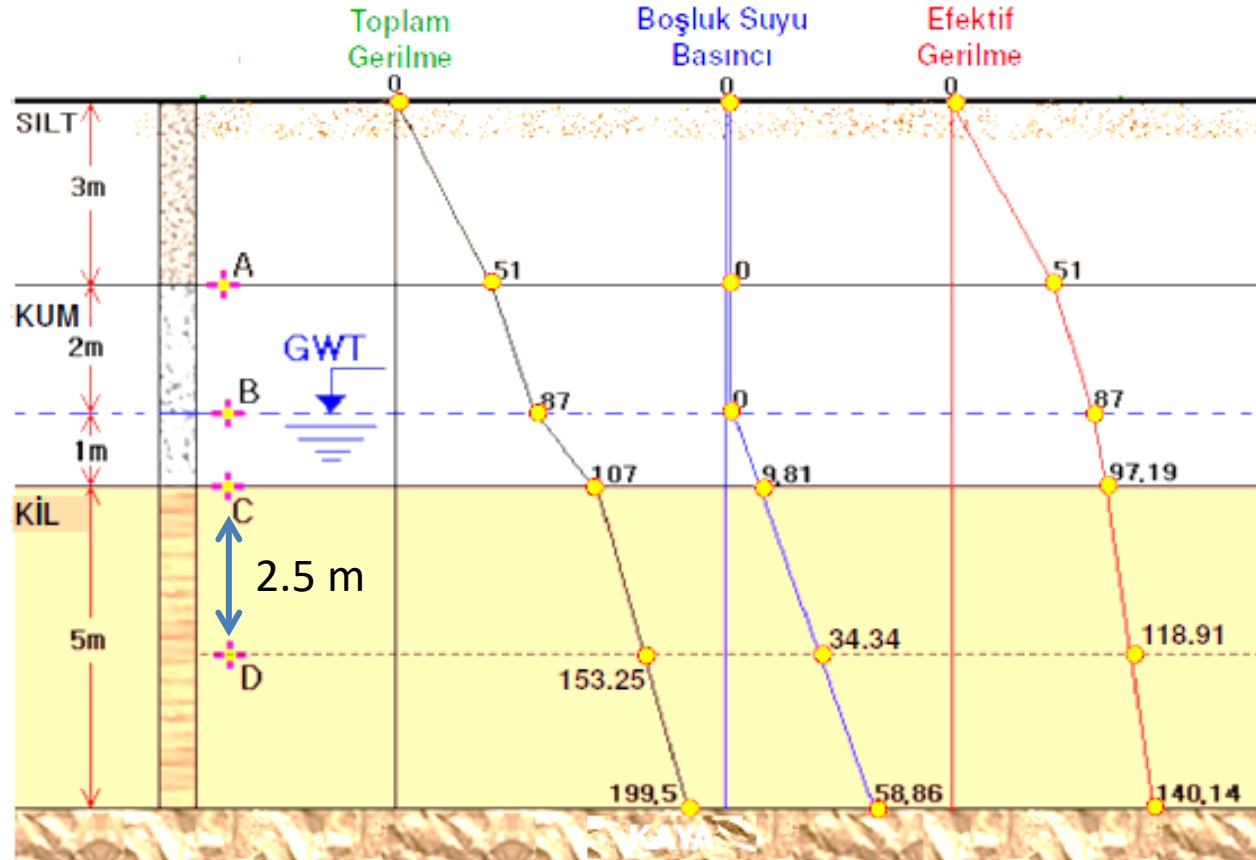 Toplam
Gerilme
Boşluk Suyu
Basıncı
Efektif
Gerilme
0
0
0
SILT
3m
A
51
0
51
KUM
2m
GWT
B
87
0
87
1m
107
9,81
97.19
KİL
C
2.5 m
5m
34.34
118.91
D
153.25
199,5
58,86
140,14
KAYA